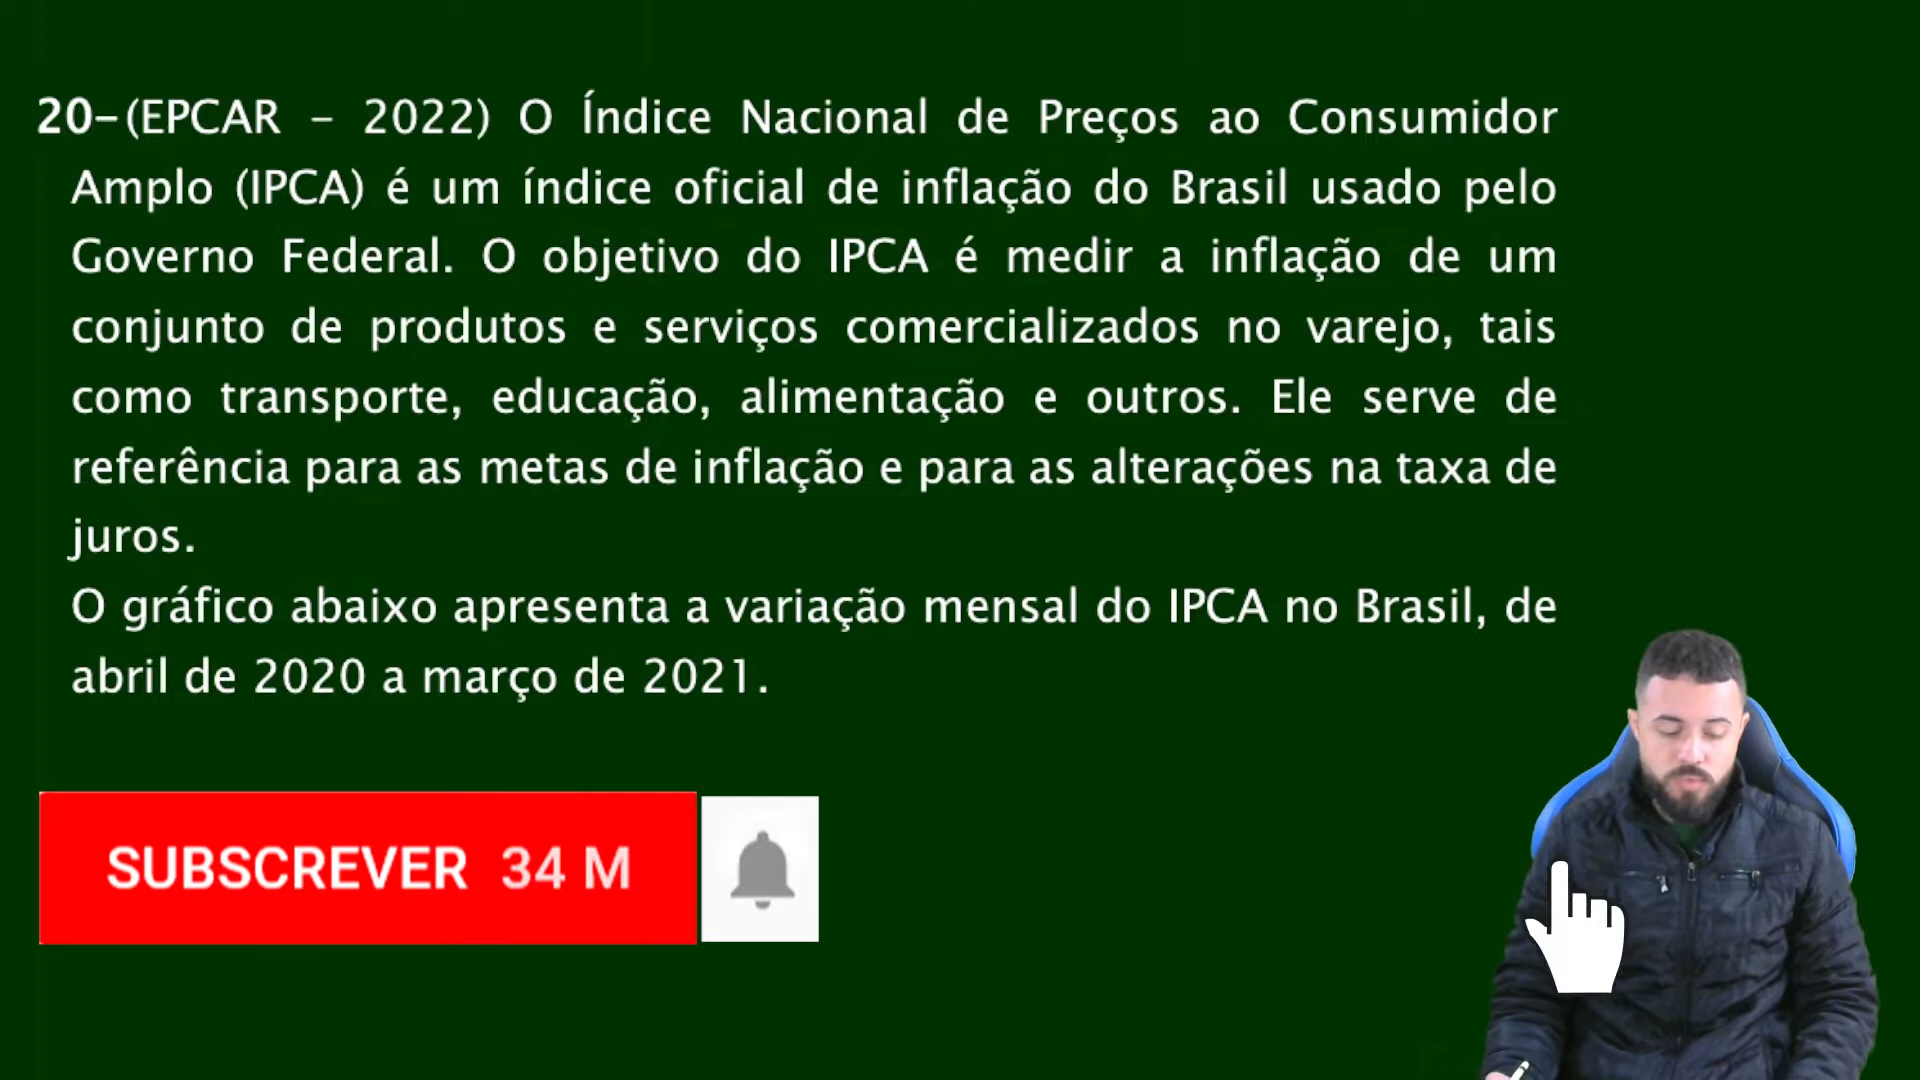 20-(EPCAR – 2022) O Índice Nacional de Preços ao Consumidor
Amplo (IPCA) é um índice oficial de inflação do Brasil usado pelo
Governo Federal. O objetivo do IPCA é medir a inflação de um
conjunto de produtos e serviços comercializados no varejo, tais
como transporte, educação, alimentação e outros. Ele serve de
referência para as metas de inflação e para as alterações na taxa de
juros.
O gráfico abaixo apresenta a variação mensal do IPCA no Brasil, de
abril de 2020 a março de 2021.
SUBSCREVER 34 M